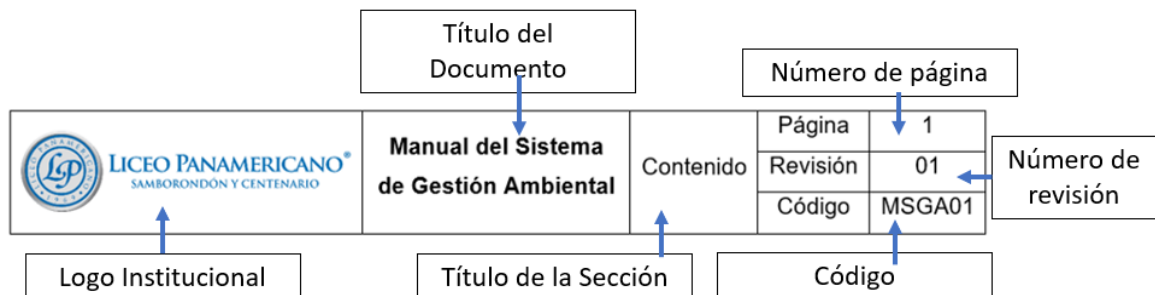 Título del
Documento
Número de página
LICEO PANAMERICANO®
SAMBORONDÓN Y CENTENARIO
Manual del Sistema
de Gestión Ambiental
Contenido
Página 1
Revisión 01
Código MSGA01
Número de
revisión
Logo Institucional
Título de la Sección
Código